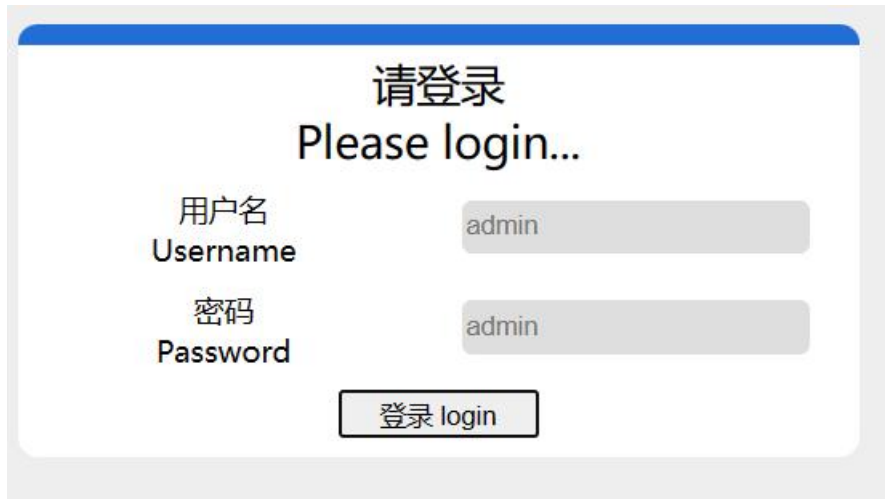 请登录
Please login...
用户名
Username
admin
密码
Password
admin
登录 login